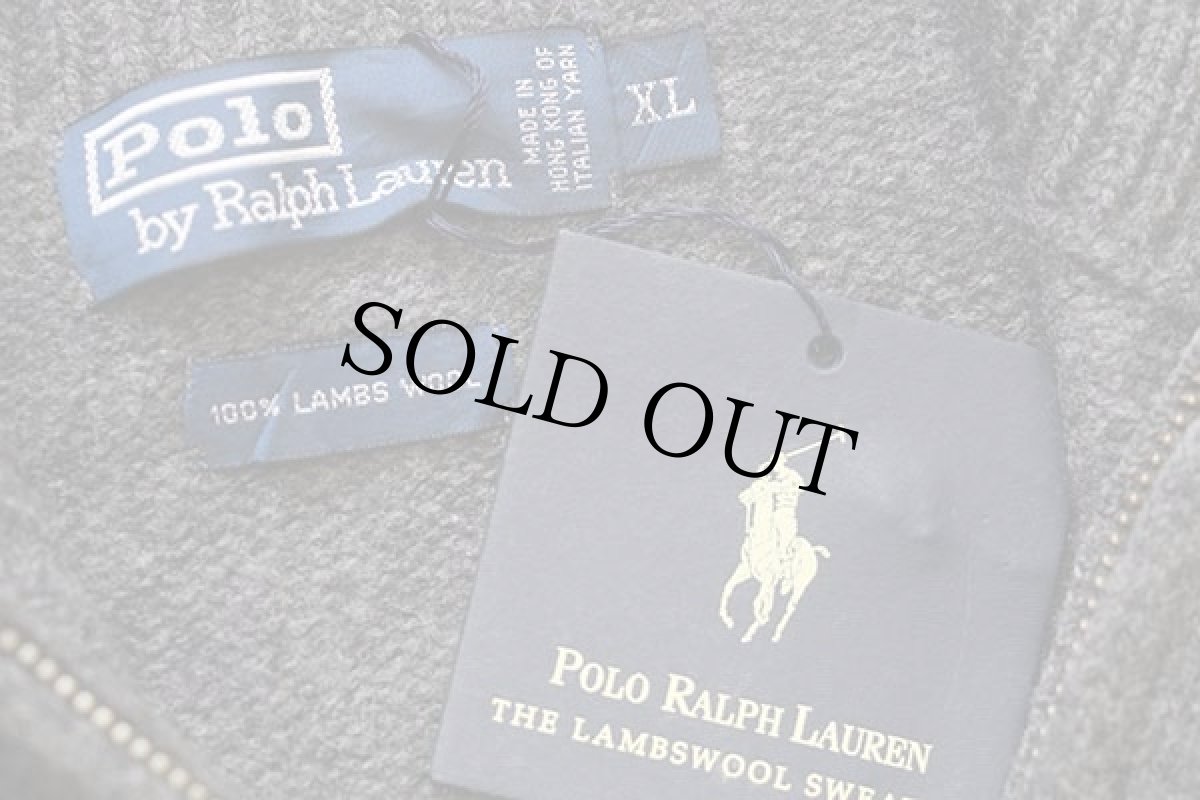 Polo
by Ralph Lauren
MADE IN
HONG KONG OF
ITALIAN YARN
XL
100% LAMBS WOOL
SOLD OUT
POLO RALPH LAUREN
THE LAMBSWOOL